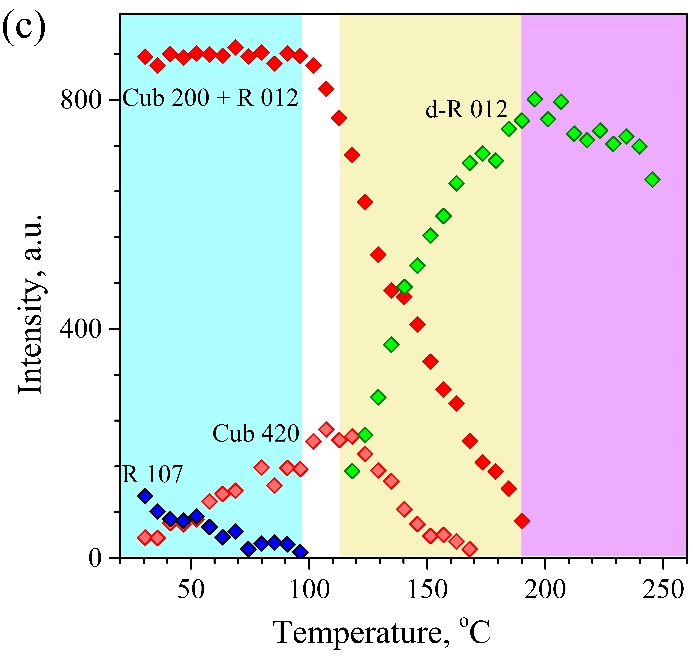 (c)
Cub 200 + R 012
d-R 012
Cub 420
R 107
800
400
0
50
100
150
200
250
Intensity, a.u.
Temperature, °C